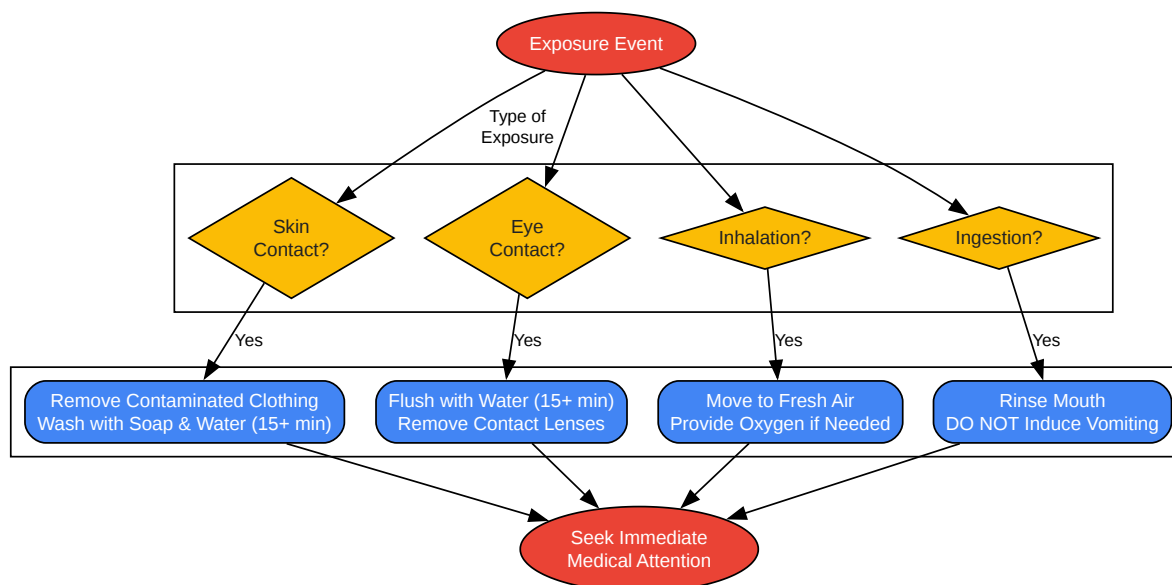 Exposure Event
Type of
Exposure
Skin
Contact?
Eye
Contact?
Inhalation?
Ingestion?
Yes
Yes
Yes
Yes
Remove Contaminated Clothing
Wash with Soap & Water (15+ min)
Flush with Water (15+ min)
Remove Contact Lenses
Move to Fresh Air
Provide Oxygen if Needed
Rinse Mouth
DO NOT Induce Vomiting
Seek Immediate
Medical Attention